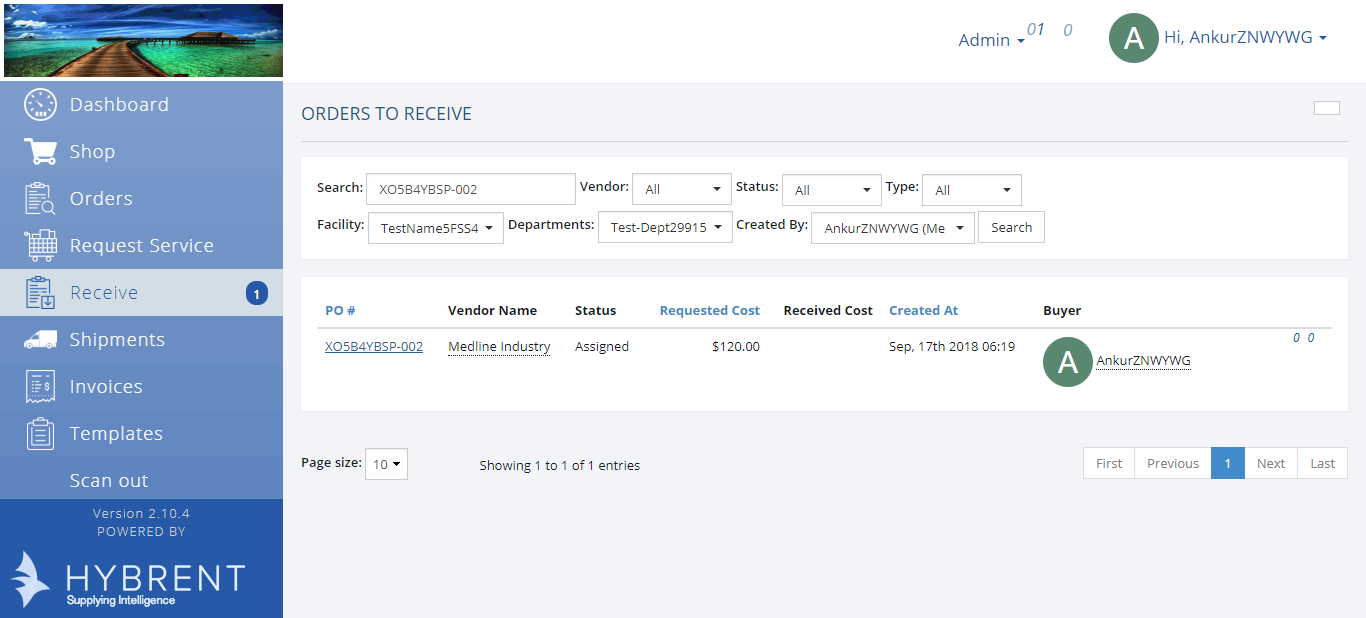 Admin 01 0
A Hi, AnkurZNWYWG
Dashboard
Shop
Orders
Request Service
Receive 1
Shipments
Invoices
Templates
Scan out
Version 2.10.4
POWERED BY
HYBRENT
Supplying Intelligence
ORDERS TO RECEIVE
Search: XO5B4YBSP-002 Vendor: All Status: All Type: All
Facility: TestName5FSS4 Departments: Test-Dept29915 Created By: AnkurZNWYWG (Me Search
PO # Vendor Name Status Requested Cost Received Cost Created At Buyer
XO5B4YBSP-002 Medline Industry Assigned $120.00 Sep, 17th 2018 06:19 A AnkurZNWYWG 0 0
Page size: 10 Showing 1 to 1 of 1 entries First Previous 1 Next Last